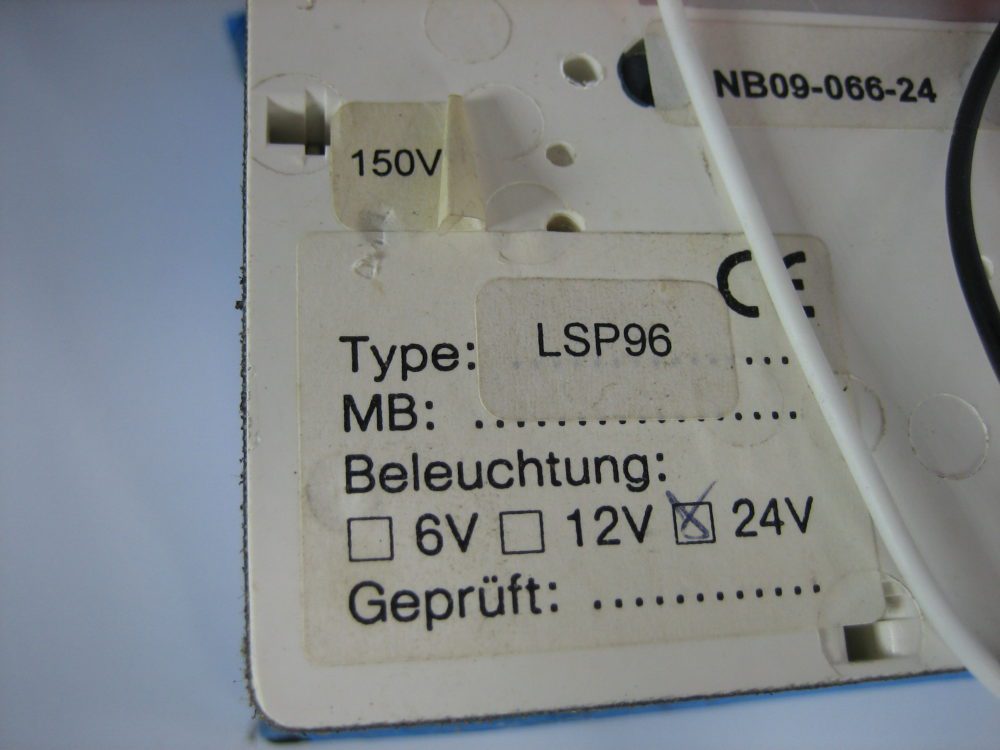 NB09-066-24
150V
CE
Type: LSP96 ...
MB: ....................
Beleuchtung:
☐ 6V ☐ 12V ☒ 24V
Geprüft: ............